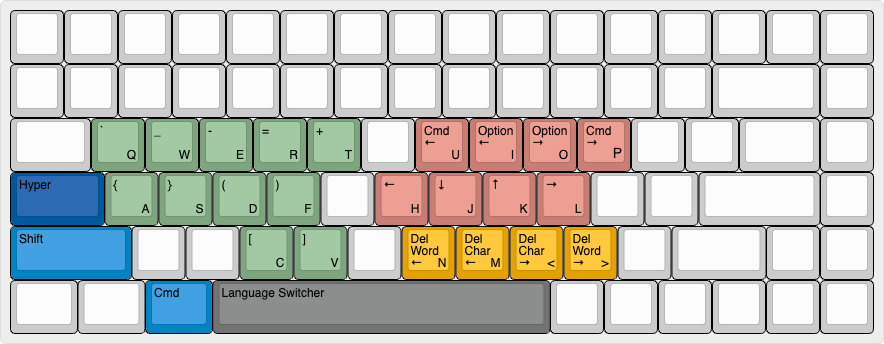 ` _ - = + Cmd Option Option Cmd
← ← → →
Q W E R T U I O P
Hyper { } ( ) ← ↓ ↑ →
A S D F H J K L
Shift [ ] Del Del Del Del
Word Char Char Word
C V ← N ← M → < → >
Cmd Language Switcher